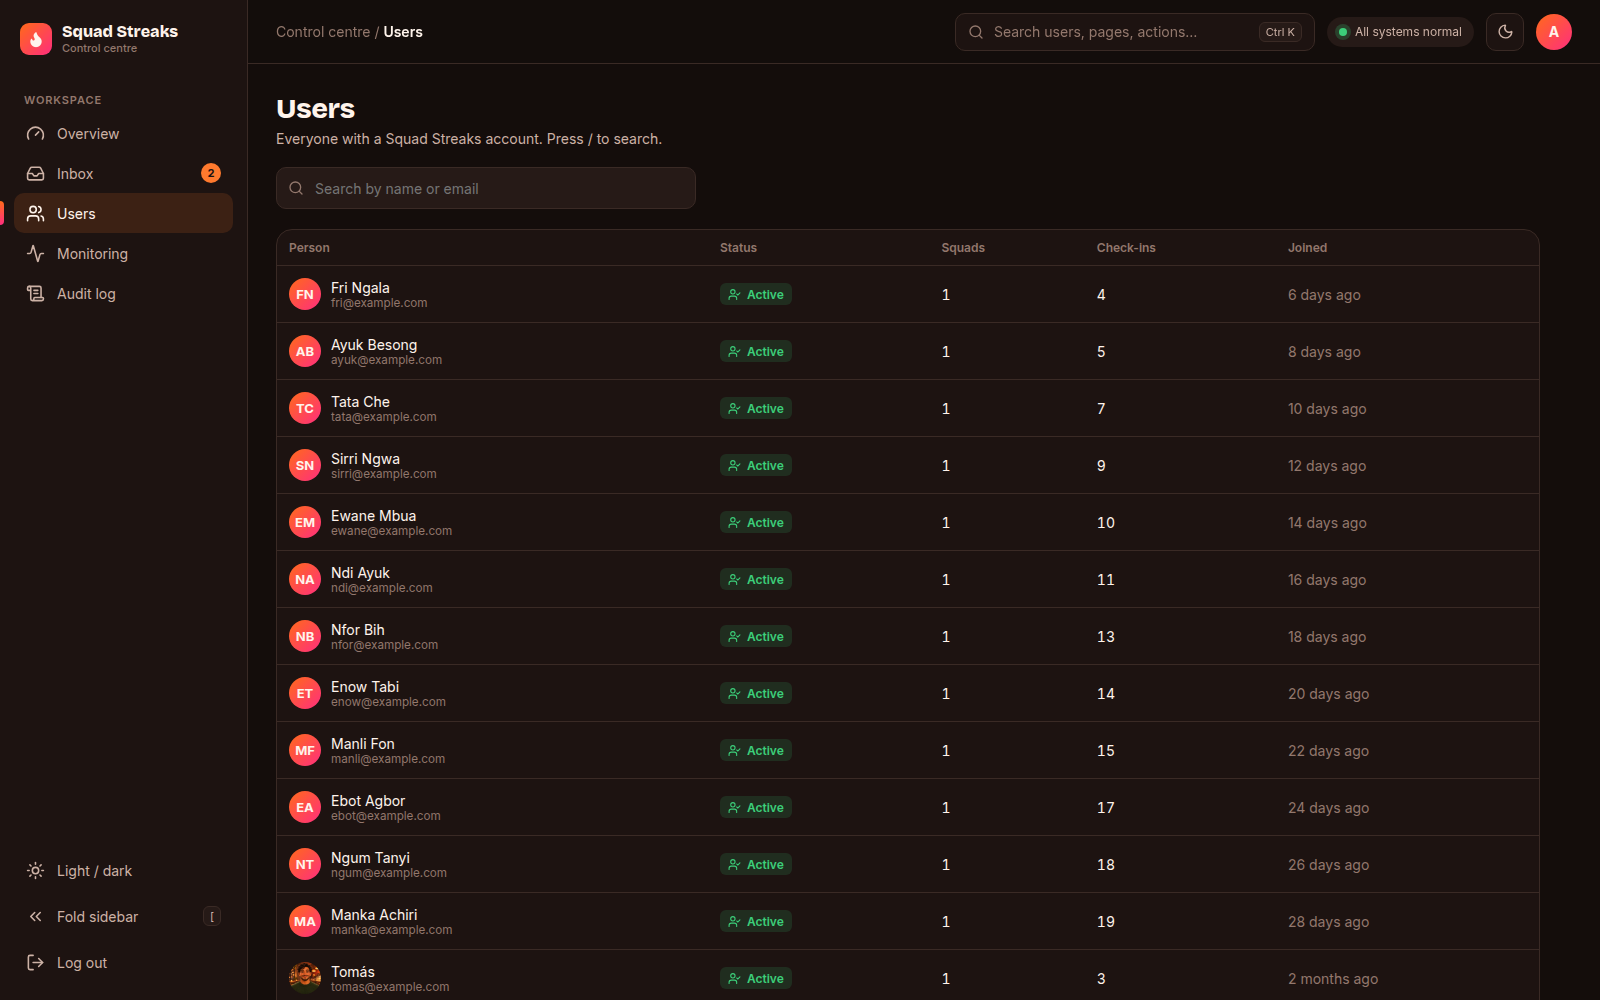 Squad Streaks
Control centre
WORKSPACE
Overview
Inbox 2
Users
Monitoring
Audit log
Light / dark
Fold sidebar [
Log out
Control centre / Users
Search users, pages, actions... Ctrl K
All systems normal
A
Users
Everyone with a Squad Streaks account. Press / to search.
Search by name or email
Person Status Squads Check-ins Joined
FN Fri Ngala Active 1 4 6 days ago
fri@example.com
AB Ayuk Besong Active 1 5 8 days ago
ayuk@example.com
TC Tata Che Active 1 7 10 days ago
tata@example.com
SN Sirri Ngwa Active 1 9 12 days ago
sirri@example.com
EM Ewane Mbua Active 1 10 14 days ago
ewane@example.com
NA Ndi Ayuk Active 1 11 16 days ago
ndi@example.com
NB Nfor Bih Active 1 13 18 days ago
nfor@example.com
ET Enow Tabi Active 1 14 20 days ago
enow@example.com
MF Manli Fon Active 1 15 22 days ago
manli@example.com
EA Ebot Agbor Active 1 17 24 days ago
ebot@example.com
NT Ngum Tanyi Active 1 18 26 days ago
ngum@example.com
MA Manka Achiri Active 1 19 28 days ago
manka@example.com
Tomás Active 1 3 2 months ago
tomas@example.com